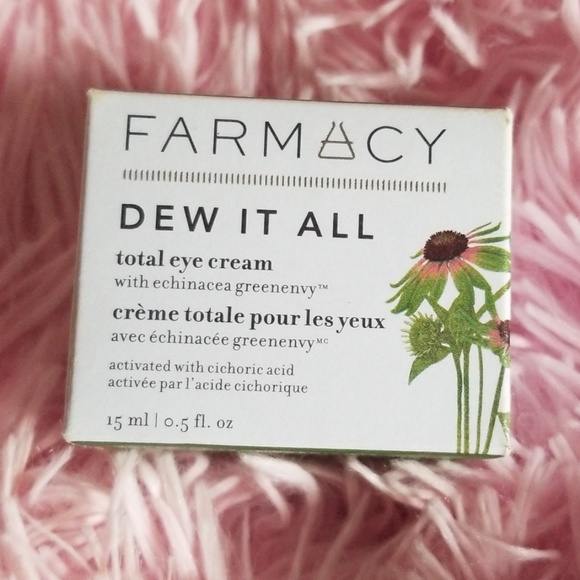 FARMACY
DEW IT ALL
total eye cream
with echinacea greenenvy™
crème totale pour les yeux
avec échinacée greenenvyᴹᶜ
activated with cichoric acid
activée par l'acide cichorique
15 ml | 0.5 fl. oz